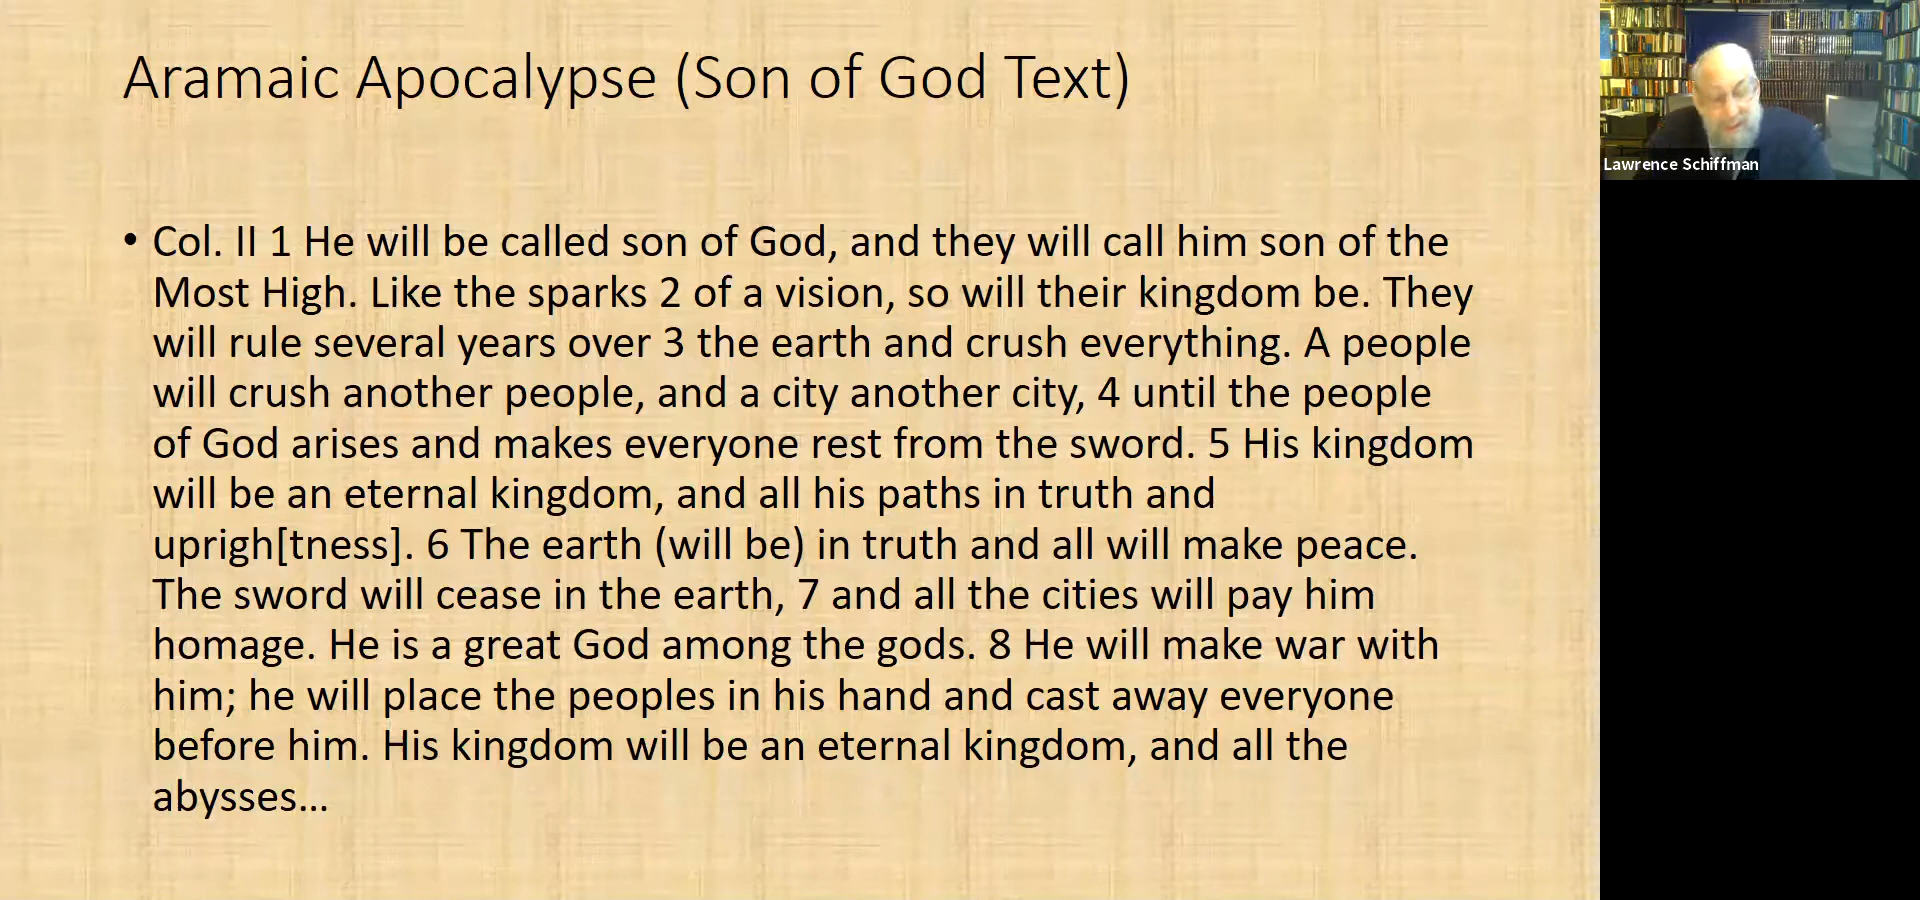 Aramaic Apocalypse (Son of God Text)
• Col. II 1 He will be called son of God, and they will call him son of the
Most High. Like the sparks 2 of a vision, so will their kingdom be. They
will rule several years over 3 the earth and crush everything. A people
will crush another people, and a city another city, 4 until the people
of God arises and makes everyone rest from the sword. 5 His kingdom
will be an eternal kingdom, and all his paths in truth and
uprigh[tness]. 6 The earth (will be) in truth and all will make peace.
The sword will cease in the earth, 7 and all the cities will pay him
homage. He is a great God among the gods. 8 He will make war with
him; he will place the peoples in his hand and cast away everyone
before him. His kingdom will be an eternal kingdom, and all the
abysses...
Lawrence Schiffman